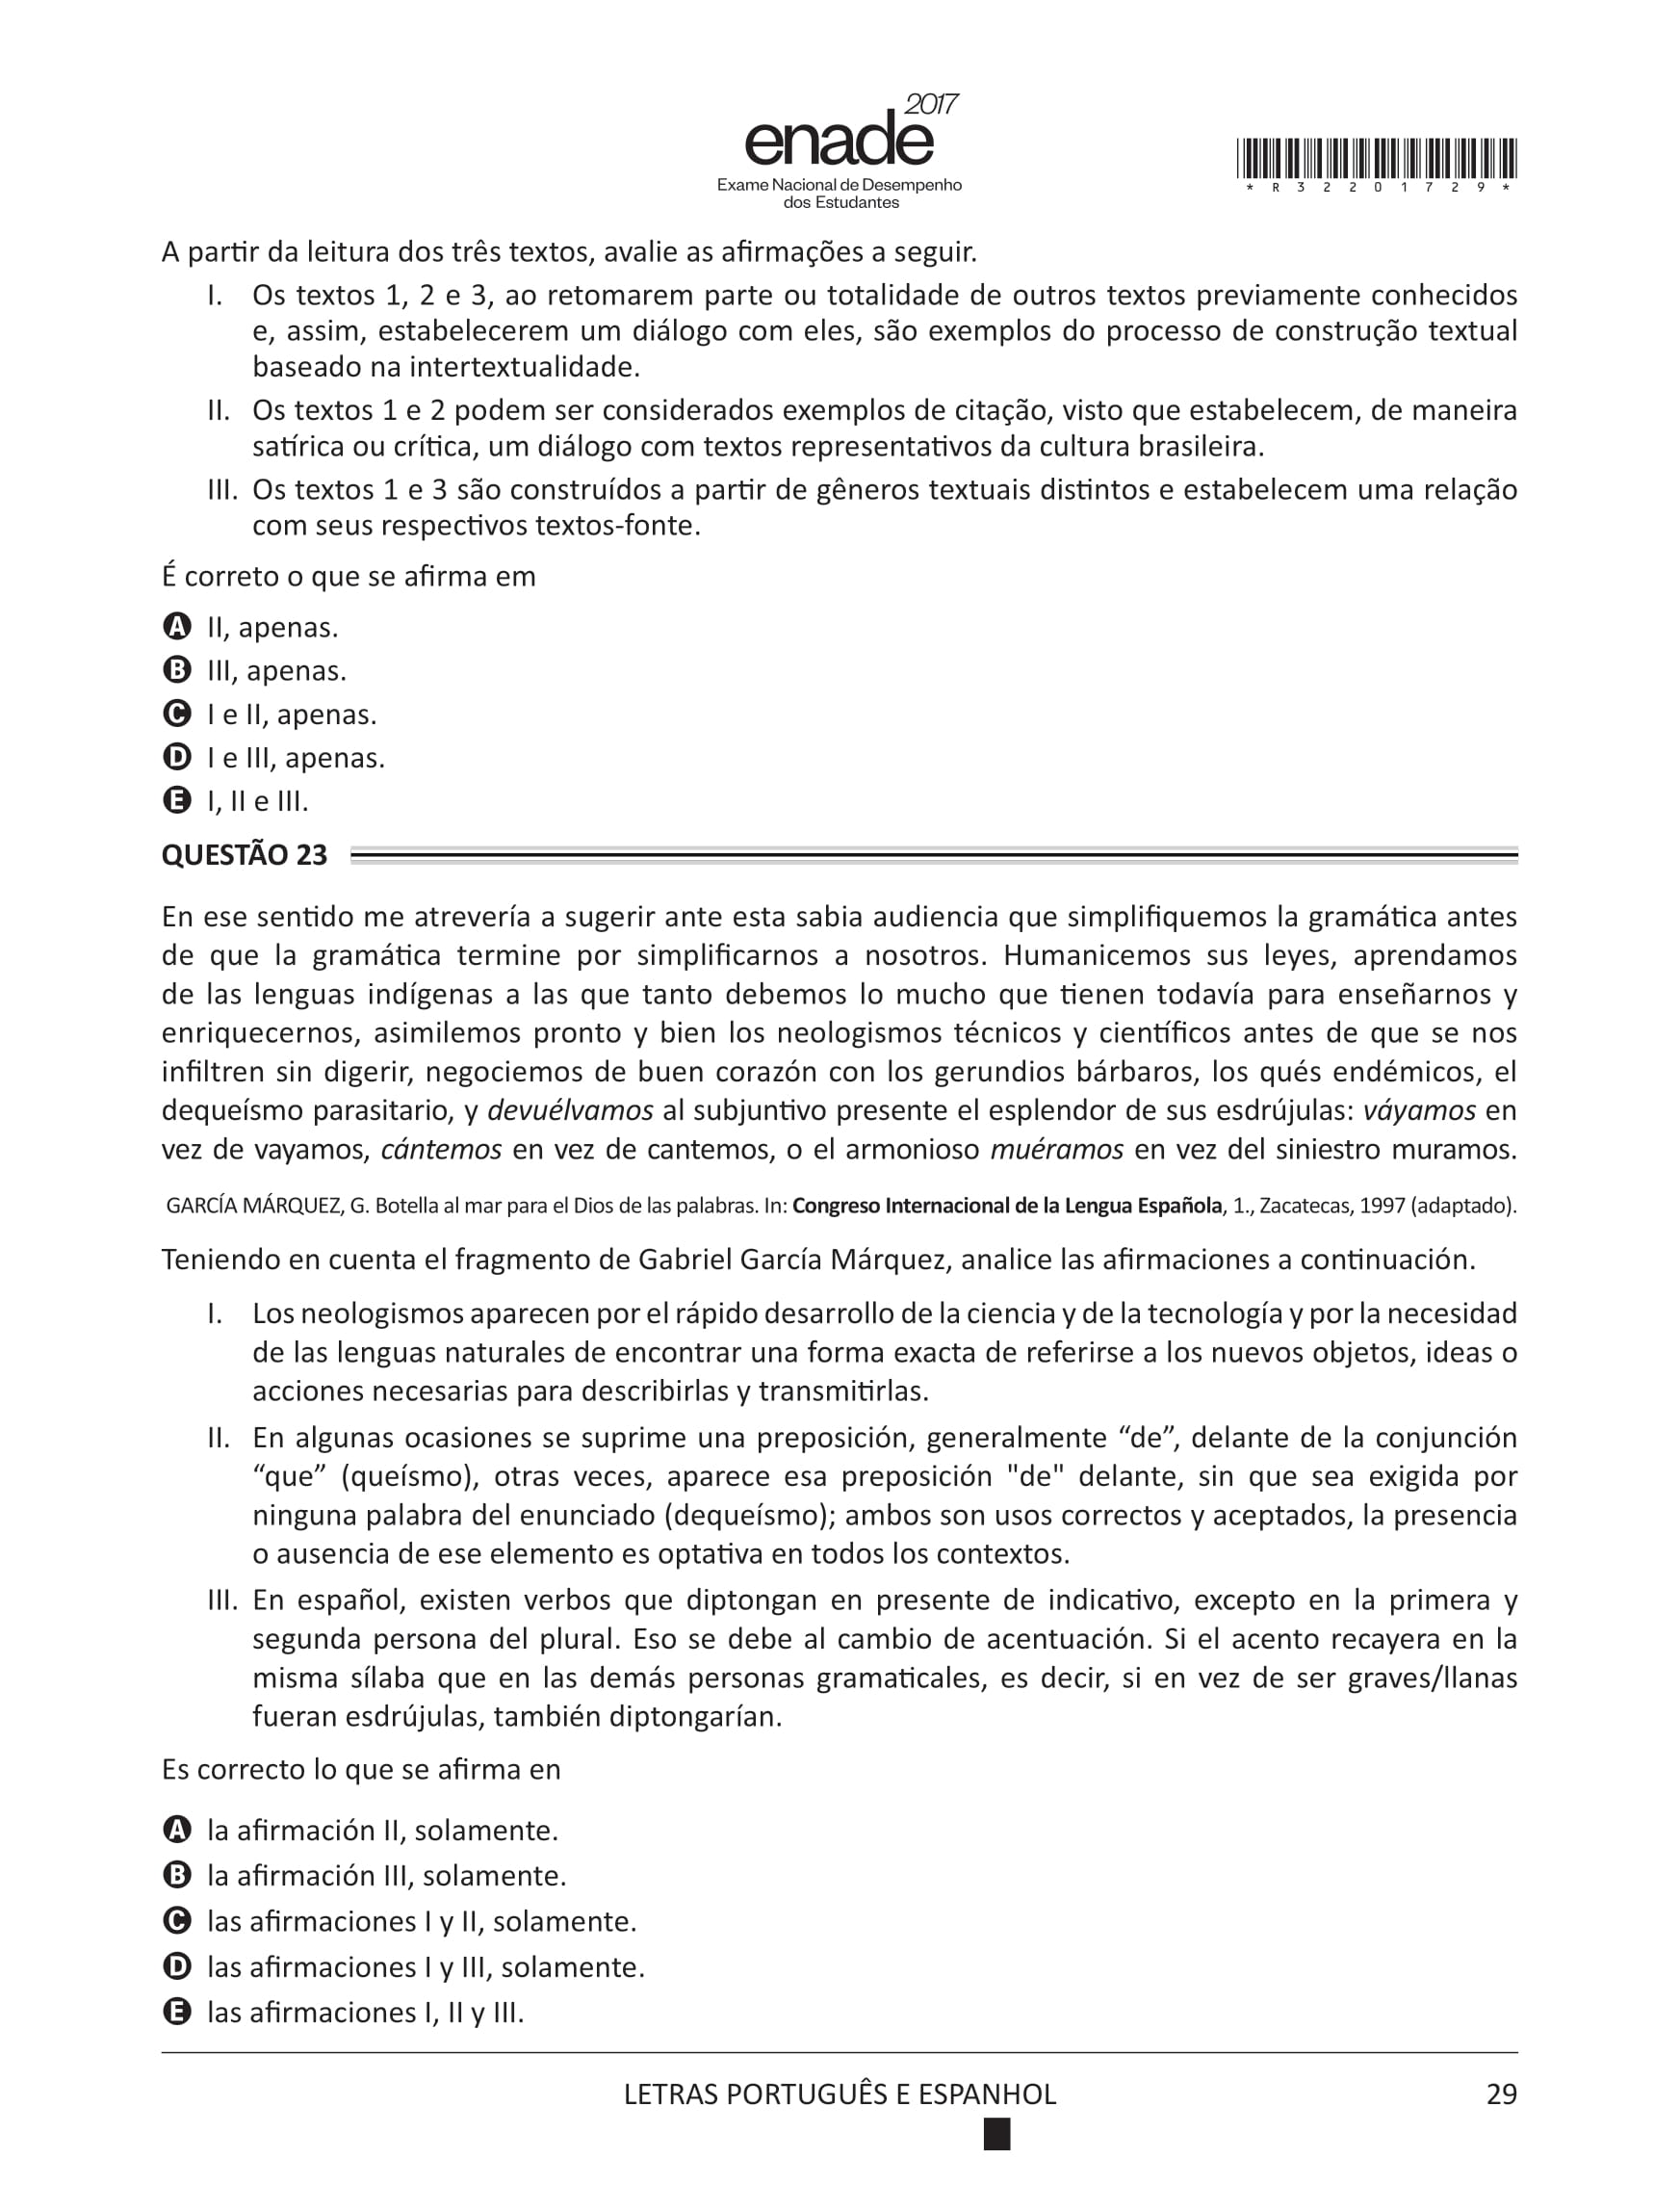 2017
enade
Exame Nacional de Desempenho
dos Estudantes
* R 3 2 2 0 1 7 2 9 *
A partir da leitura dos três textos, avalie as afirmações a seguir.
I. Os textos 1, 2 e 3, ao retomarem parte ou totalidade de outros textos previamente conhecidos
e, assim, estabelecerem um diálogo com eles, são exemplos do processo de construção textual
baseado na intertextualidade.
II. Os textos 1 e 2 podem ser considerados exemplos de citação, visto que estabelecem, de maneira
satírica ou crítica, um diálogo com textos representativos da cultura brasileira.
III. Os textos 1 e 3 são construídos a partir de gêneros textuais distintos e estabelecem uma relação
com seus respectivos textos-fonte.
É correto o que se afirma em
A II, apenas.
B III, apenas.
C I e II, apenas.
D I e III, apenas.
E I, II e III.
QUESTÃO 23
En ese sentido me atrevería a sugerir ante esta sabia audiencia que simplifiquemos la gramática antes
de que la gramática termine por simplificarnos a nosotros. Humanicemos sus leyes, aprendamos
de las lenguas indígenas a las que tanto debemos lo mucho que tienen todavía para enseñarnos y
enriquecernos, asimilemos pronto y bien los neologismos técnicos y científicos antes de que se nos
infiltren sin digerir, negociemos de buen corazón con los gerundios bárbaros, los qués endémicos, el
dequeísmo parasitario, y devuélvamos al subjuntivo presente el esplendor de sus esdrújulas: váyamos en
vez de vayamos, cántemos en vez de cantemos, o el armonioso muéramos en vez del siniestro muramos.
GARCÍA MÁRQUEZ, G. Botella al mar para el Dios de las palabras. In: Congreso Internacional de la Lengua Española, 1., Zacatecas, 1997 (adaptado).
Teniendo en cuenta el fragmento de Gabriel García Márquez, analice las afirmaciones a continuación.
I. Los neologismos aparecen por el rápido desarrollo de la ciencia y de la tecnología y por la necesidad
de las lenguas naturales de encontrar una forma exacta de referirse a los nuevos objetos, ideas o
acciones necesarias para describirlas y transmitirlas.
II. En algunas ocasiones se suprime una preposición, generalmente “de”, delante de la conjunción
“que” (queísmo), otras veces, aparece esa preposición "de" delante, sin que sea exigida por
ninguna palabra del enunciado (dequeísmo); ambos son usos correctos y aceptados, la presencia
o ausencia de ese elemento es optativa en todos los contextos.
III. En español, existen verbos que diptongan en presente de indicativo, excepto en la primera y
segunda persona del plural. Eso se debe al cambio de acentuación. Si el acento recayera en la
misma sílaba que en las demás personas gramaticales, es decir, si en vez de ser graves/llanas
fueran esdrújulas, también diptongarían.
Es correcto lo que se afirma en
A la afirmación II, solamente.
B la afirmación III, solamente.
C las afirmaciones I y II, solamente.
D las afirmaciones I y III, solamente.
E las afirmaciones I, II y III.
LETRAS PORTUGUÊS E ESPANHOL
29